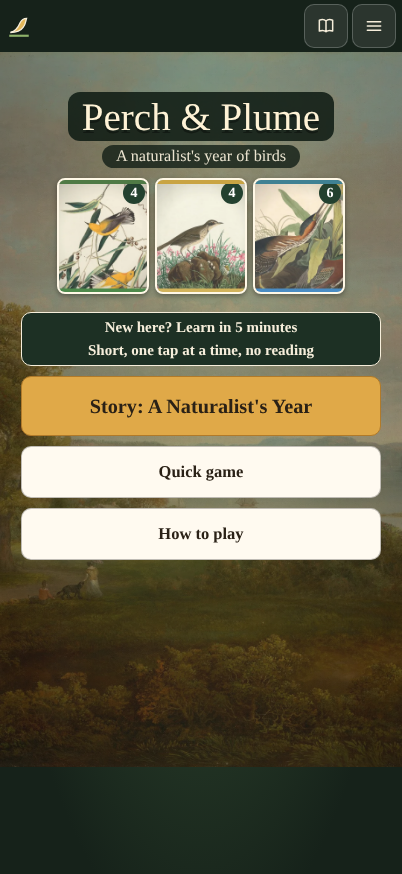 Perch & Plume
A naturalist's year of birds
4
4
6
New here? Learn in 5 minutes
Short, one tap at a time, no reading
Story: A Naturalist's Year
Quick game
How to play